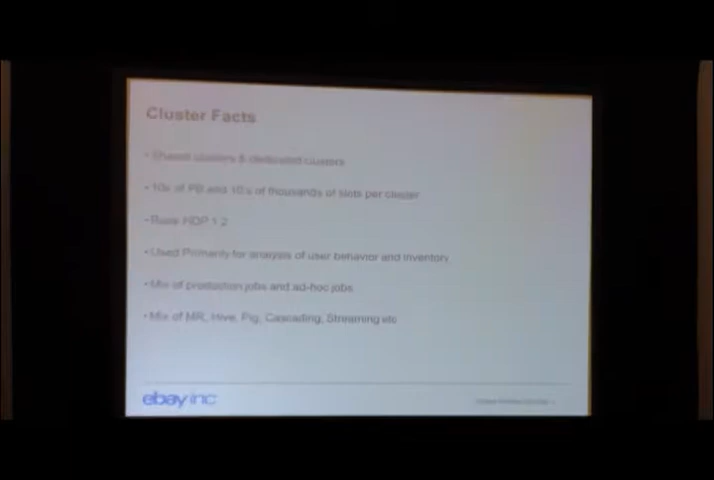 Cluster Facts
• Shared clusters & dedicated clusters
• 10s of PB and 10's of thousands of slots per cluster
• Runs HDP 1.2
• Used Primarily for analysis of user behavior and inventory
• Mix of production jobs and ad-hoc jobs
• Mix of MR, Hive, Pig, Cascading, Streaming etc
ebay inc